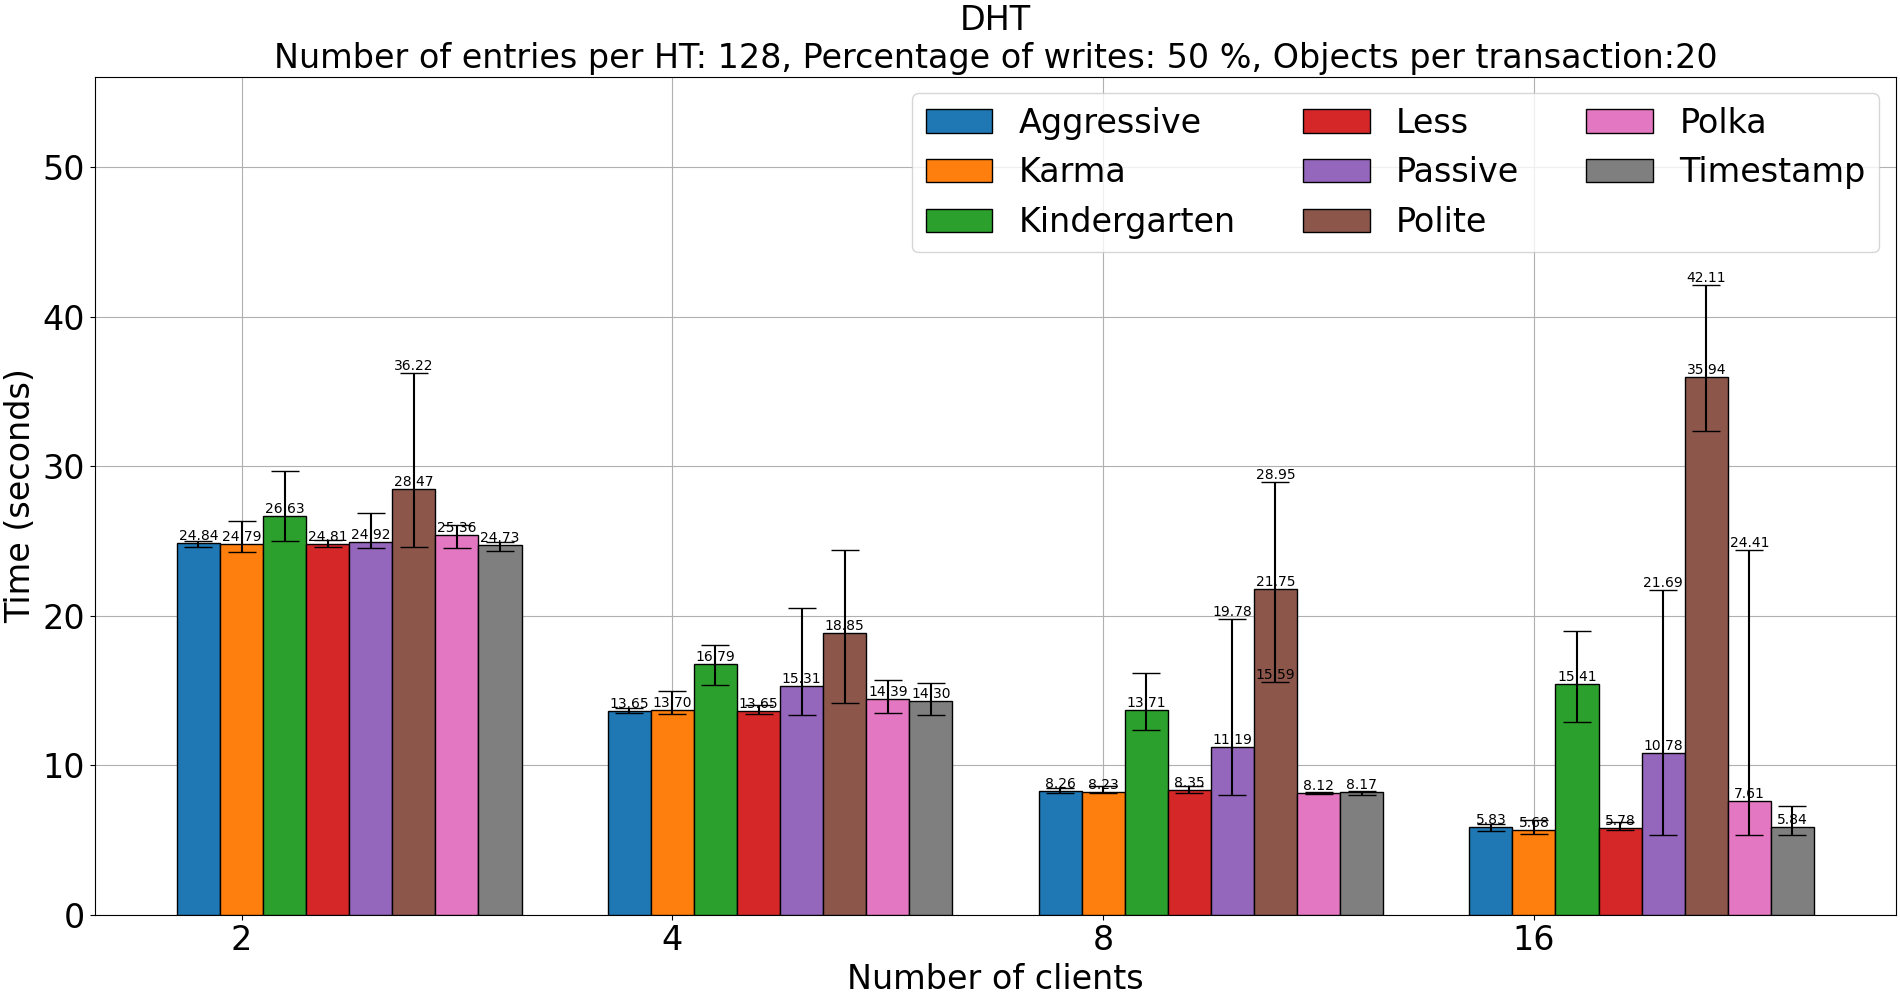 DHT
Number of entries per HT: 128, Percentage of writes: 50 %, Objects per transaction:20
Aggressive Less Polka
Karma Passive Timestamp
Kindergarten Polite
50
40
30
20
10
0
Time (seconds)
24.84 24.79 26.63 24.81 24.92 36.22 28.47 25.36 24.73
13.65 13.70 16.79 13.65 15.31 18.85 14.39 14.30
8.26 8.23 13.71 8.35 19.78 11.19 28.95 21.75 15.59 8.12 8.17
5.83 5.68 15.41 5.78 21.69 10.78 42.11 35.94 24.41 7.61 5.84
2 4 8 16
Number of clients